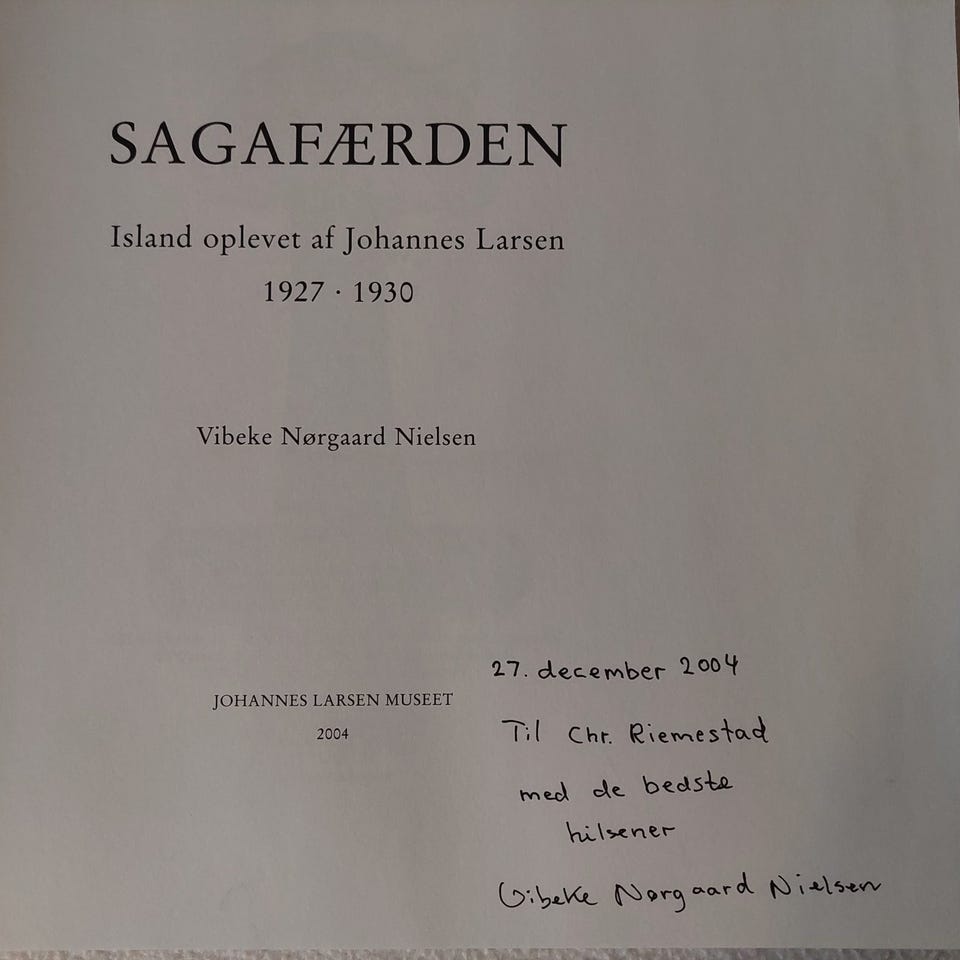 SAGAFÆRDEN
Island oplevet af Johannes Larsen
1927 · 1930
Vibeke Nørgaard Nielsen
JOHANNES LARSEN MUSEET
2004
27. december 2004
Til Chr. Riemestad
med de bedste
hilsener
Vibeke Nørgaard Nielsen